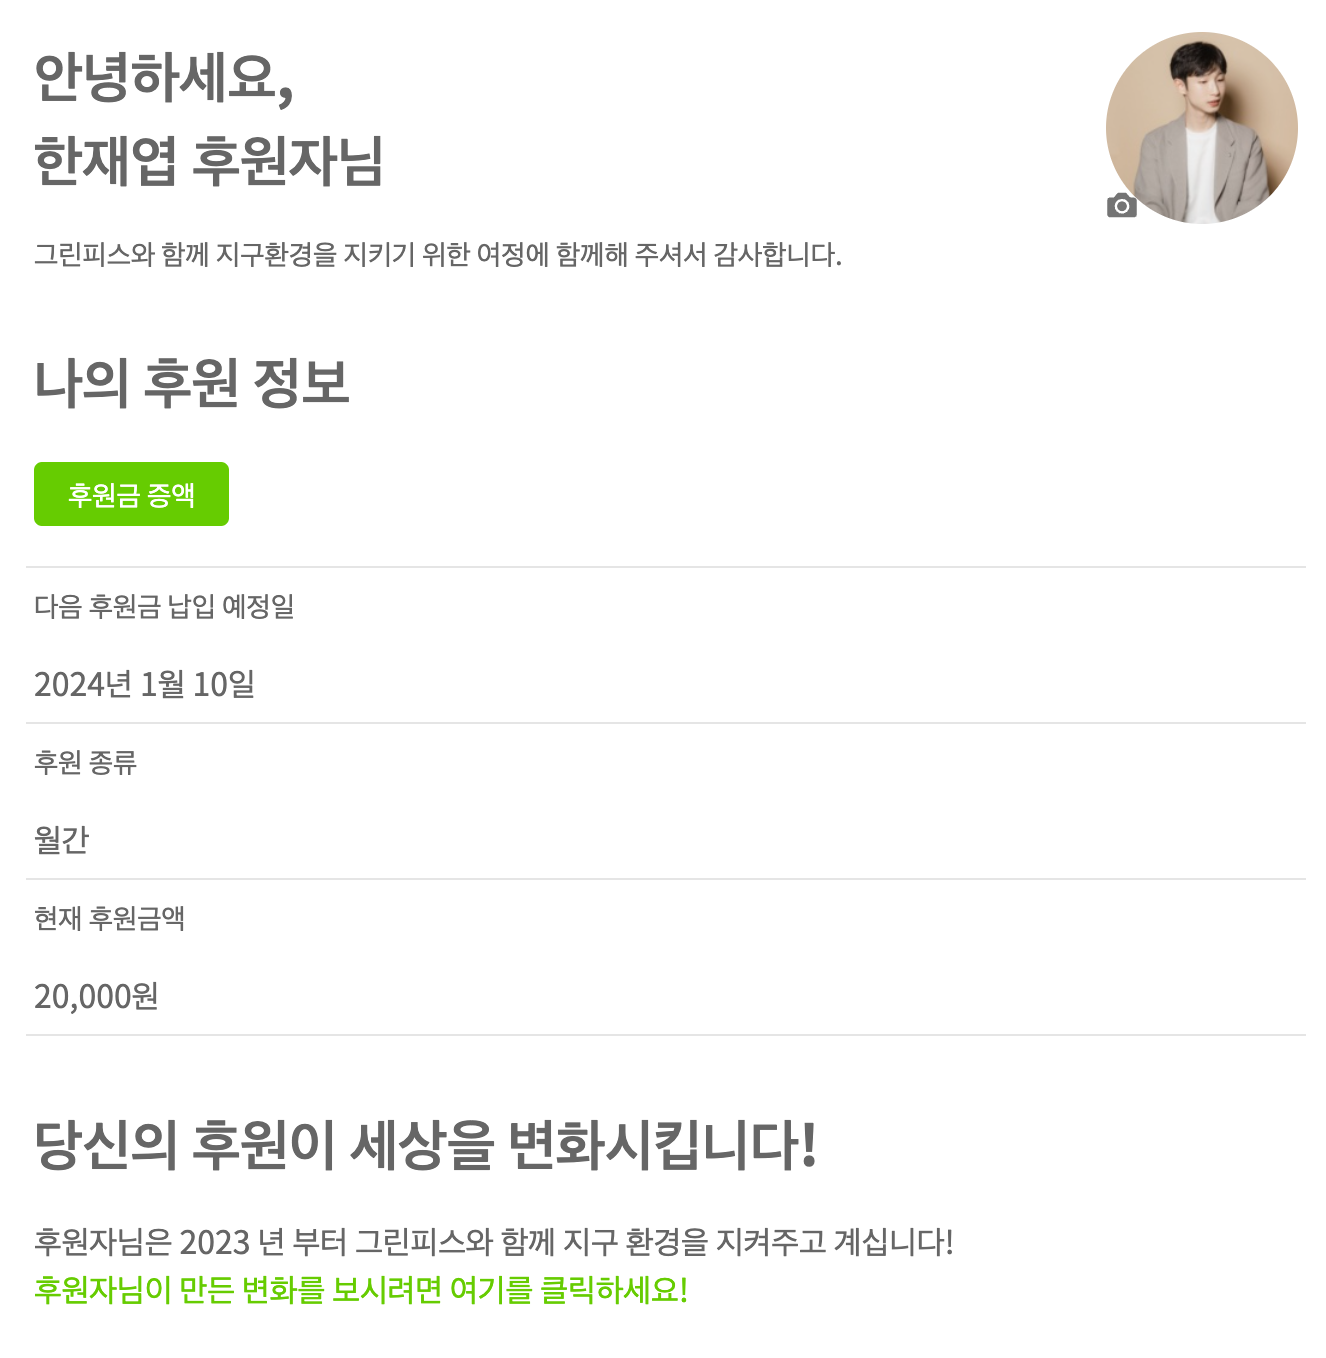 안녕하세요,
한재엽 후원자님
그린피스와 함께 지구환경을 지키기 위한 여정에 함께해 주셔서 감사합니다.
나의 후원 정보
후원금 증액
다음 후원금 납입 예정일
2024년 1월 10일
후원 종류
월간
현재 후원금액
20,000원
당신의 후원이 세상을 변화시킵니다!
후원자님은 2023 년 부터 그린피스와 함께 지구 환경을 지켜주고 계십니다!
후원자님이 만든 변화를 보시려면 여기를 클릭하세요!